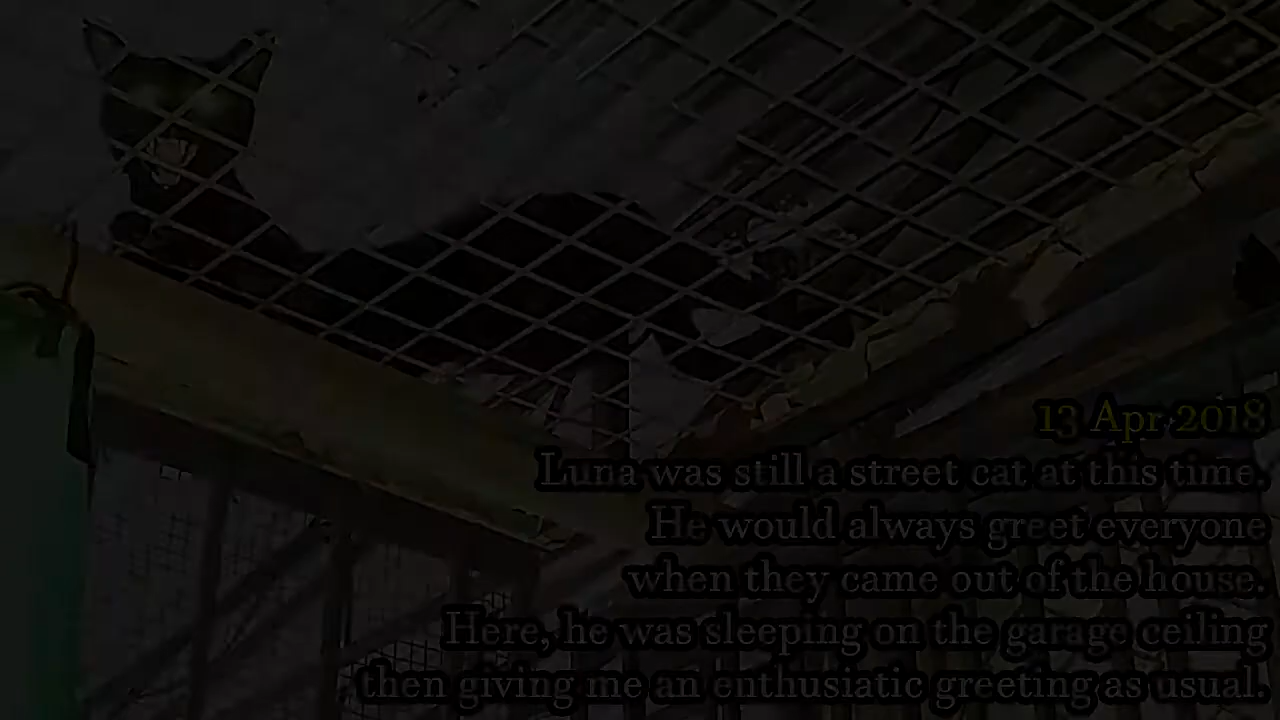 13 Apr 2018
Luna was still a street cat at this time.
He would always greet everyone
when they came out of the house.
Here, he was sleeping on the garage ceiling
then giving me an enthusiastic greeting as usual.